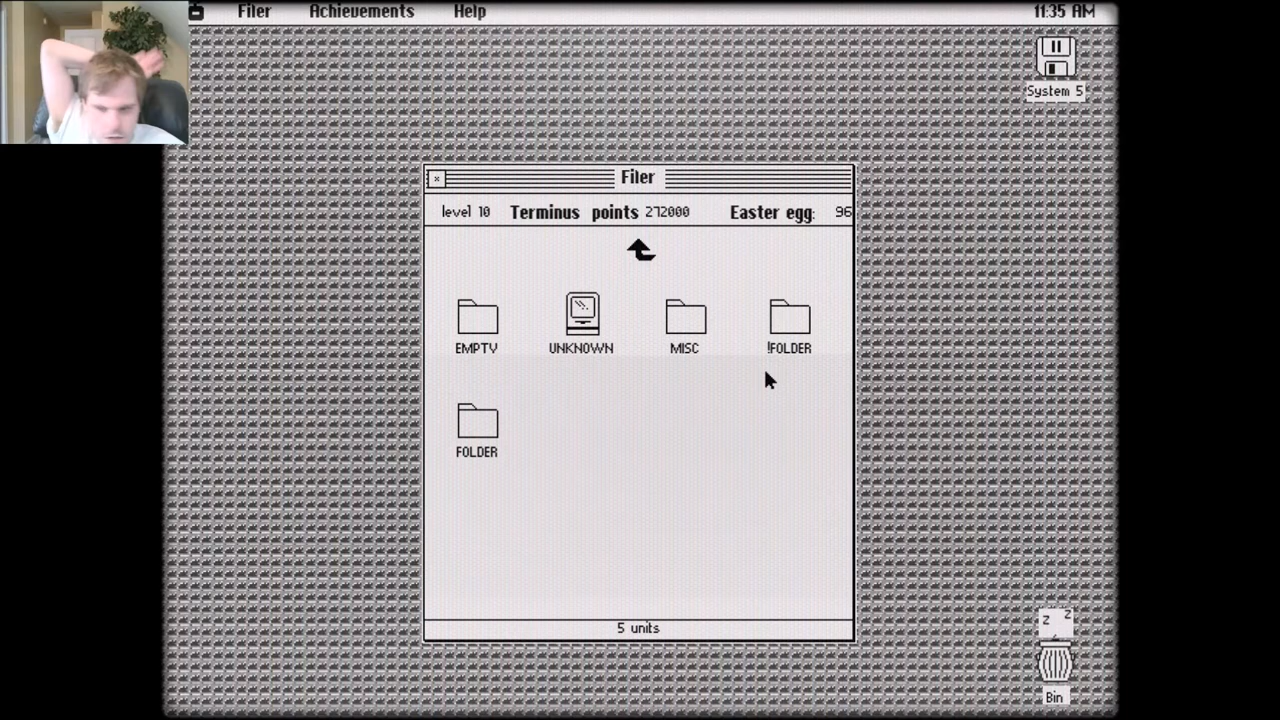 Filer Achievements Help 11:35 AM
System 5
Filer
level 10 Terminus points 272000 Easter egg: 96
EMPTY UNKNOWN MISC !FOLDER
FOLDER
5 units
z z
Bin